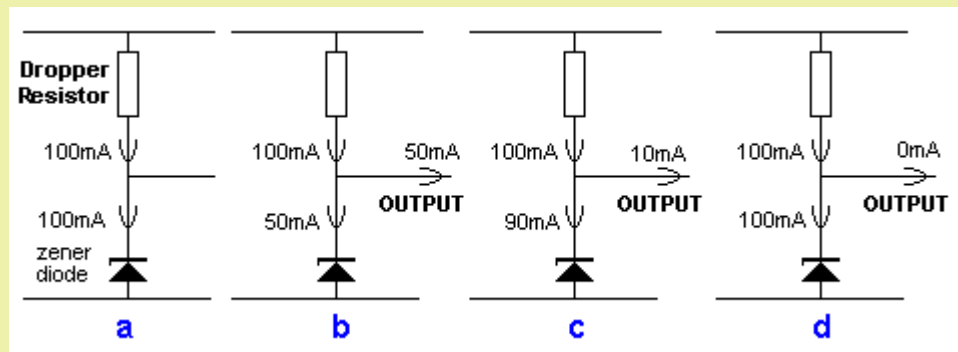 Dropper
Resistor
100mA
100mA
zener
diode
a
100mA
50mA
OUTPUT
50mA
b
100mA
10mA
OUTPUT
90mA
c
100mA
0mA
OUTPUT
100mA
d